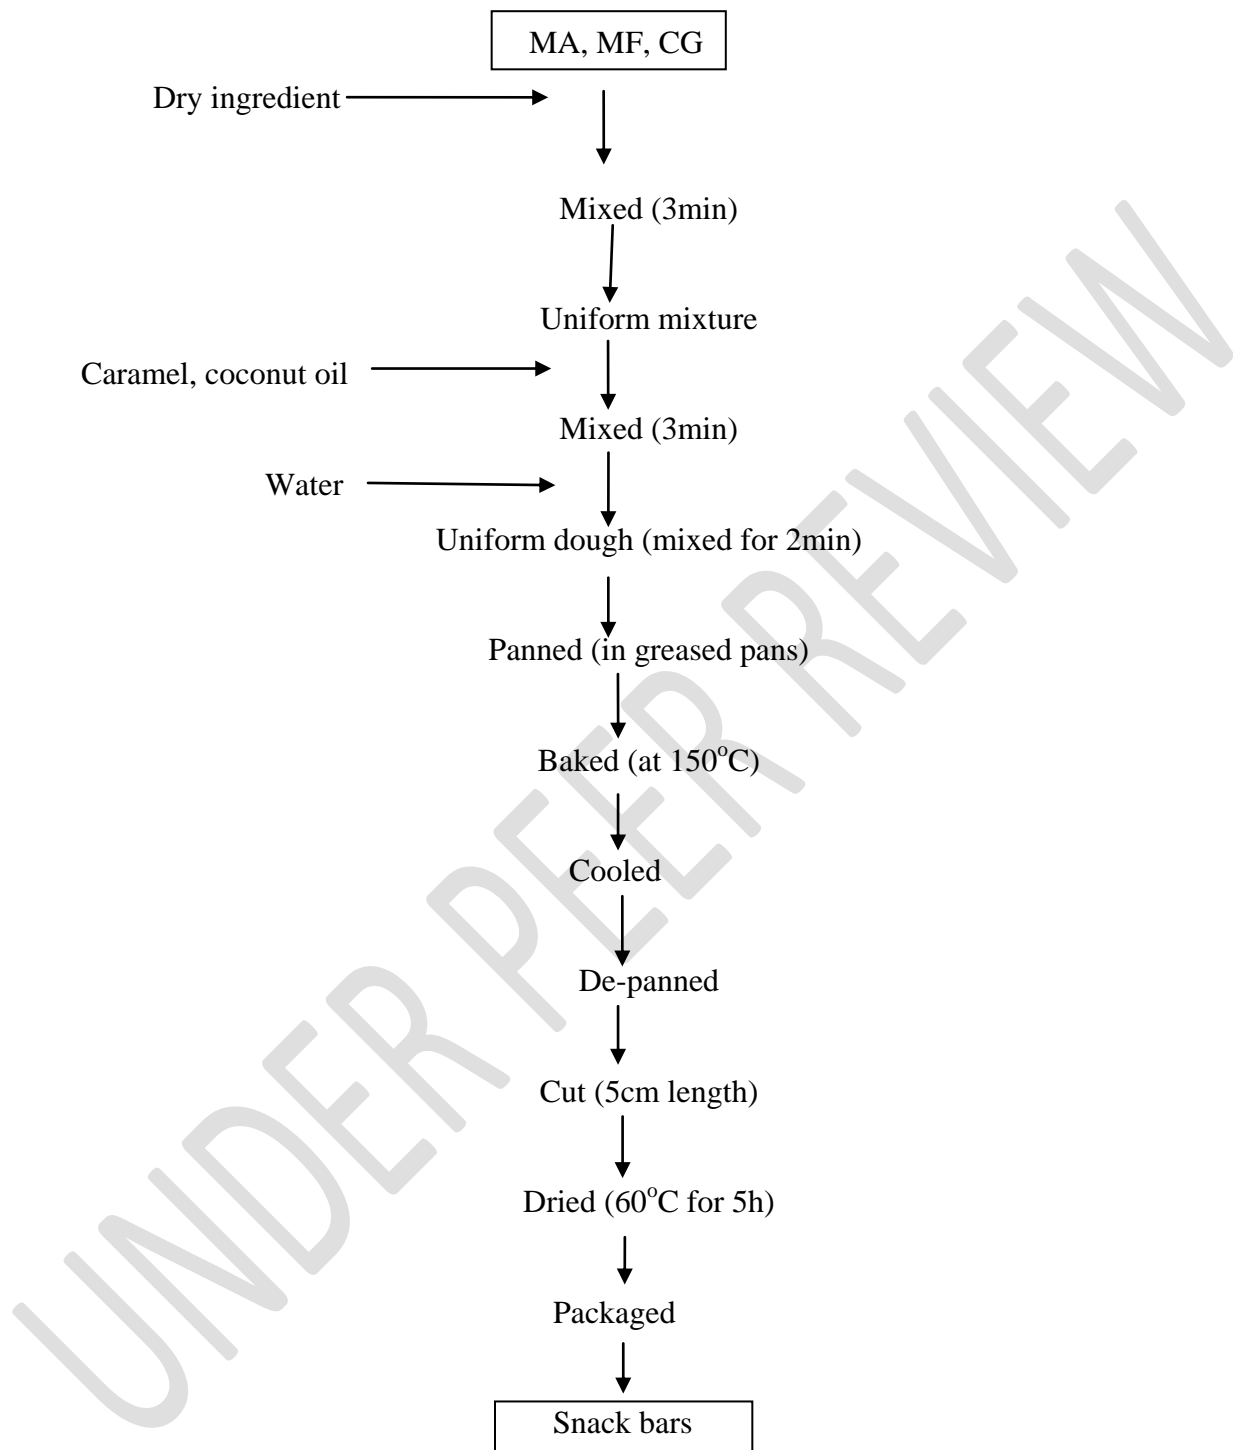 MA, MF, CG
Dry ingredient
Mixed (3min)
Uniform mixture
Caramel, coconut oil
Mixed (3min)
Water
Uniform dough (mixed for 2min)
Panned (in greased pans)
Baked (at 150°C)
Cooled
De-panned
Cut (5cm length)
Dried (60°C for 5h)
Packaged
Snack bars
UNDER PEER REVIEW